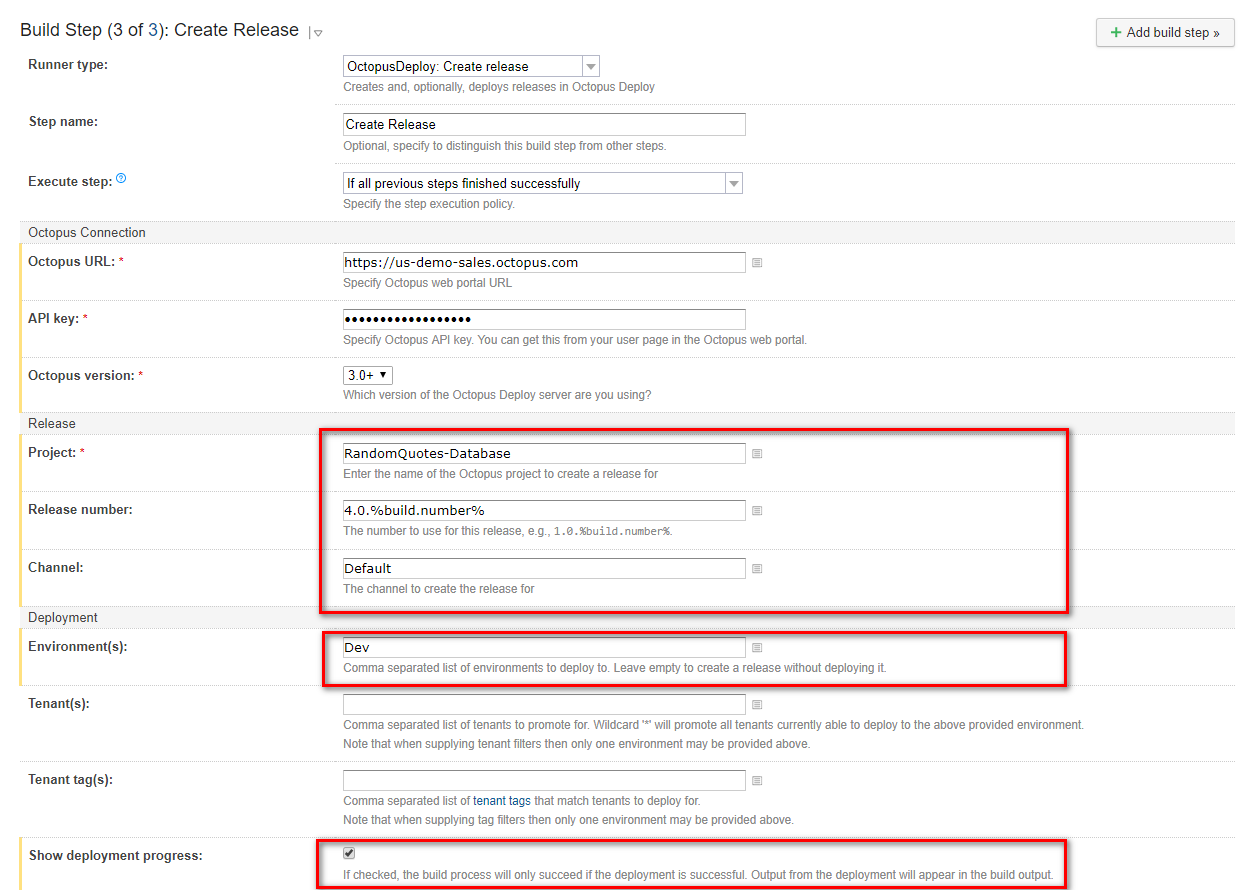 Build Step (3 of 3): Create Release
+ Add build step »
Runner type:
OctopusDeploy: Create release
Creates and, optionally, deploys releases in Octopus Deploy
Step name:
Create Release
Optional, specify to distinguish this build step from other steps.
Execute step:
If all previous steps finished successfully
Specify the step execution policy.
Octopus Connection
Octopus URL: *
https://us-demo-sales.octopus.com
Specify Octopus web portal URL
API key: *
••••••••••••••••••
Specify Octopus API key. You can get this from your user page in the Octopus web portal.
Octopus version: *
3.0+
Which version of the Octopus Deploy server are you using?
Release
Project: *
RandomQuotes-Database
Enter the name of the Octopus project to create a release for
Release number:
4.0.%build.number%
The number to use for this release, e.g., 1.0.%build.number%.
Channel:
Default
The channel to create the release for
Deployment
Environment(s):
Dev
Comma separated list of environments to deploy to. Leave empty to create a release without deploying it.
Tenant(s):
Comma separated list of tenants to promote for. Wildcard '*' will promote all tenants currently able to deploy to the above provided environment.
Note that when supplying tenant filters then only one environment may be provided above.
Tenant tag(s):
Comma separated list of tenant tags that match tenants to deploy for.
Note that when supplying tag filters then only one environment may be provided above.
Show deployment progress:
If checked, the build process will only succeed if the deployment is successful. Output from the deployment will appear in the build output.